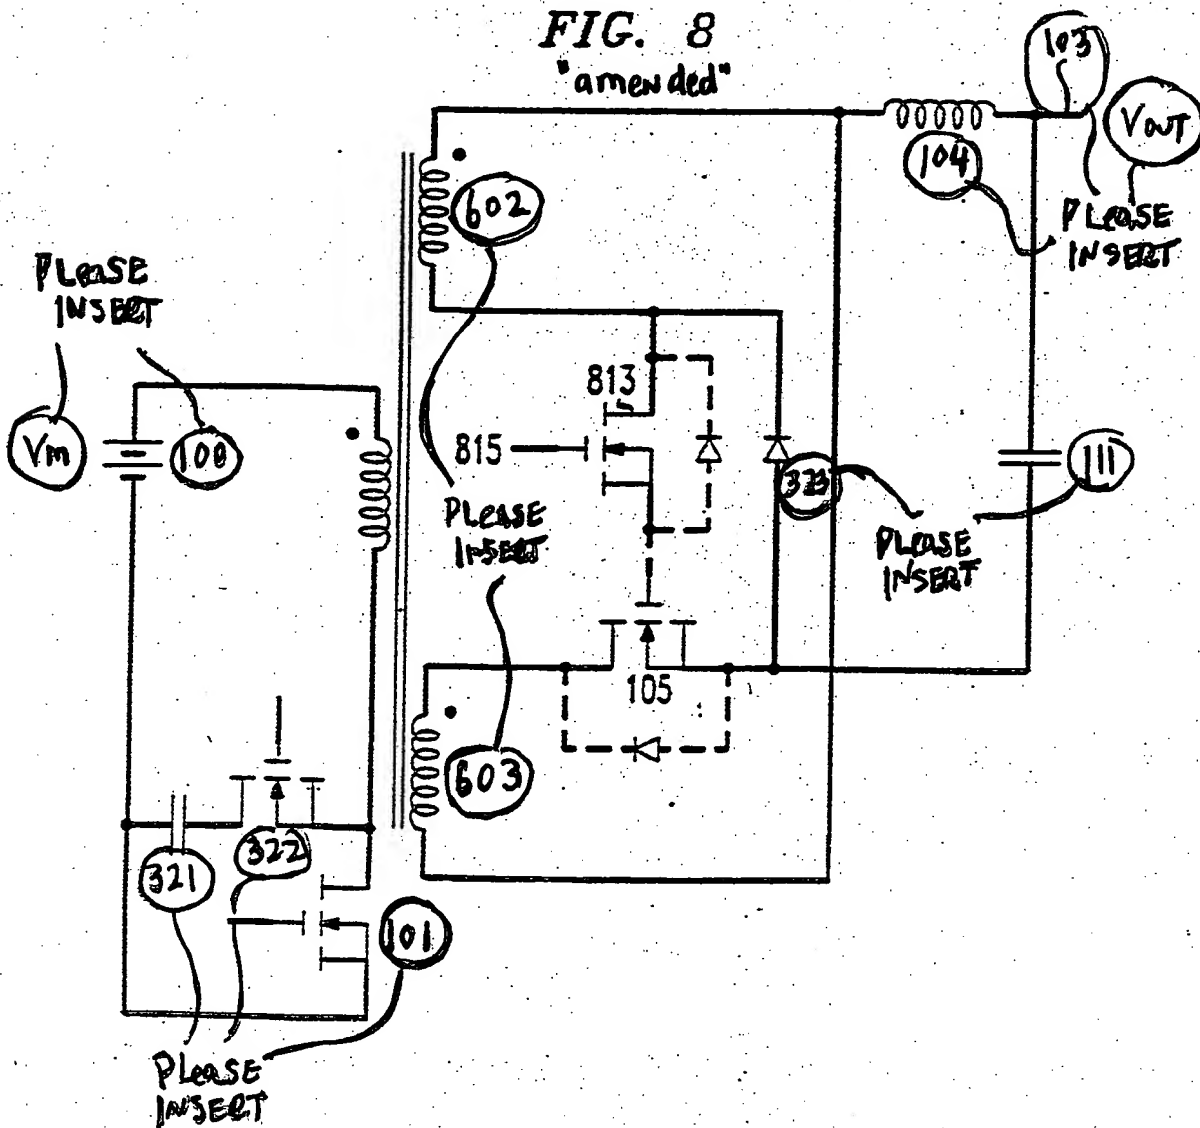 FIG. 8
"amended"
103
VOUT
104
PLEASE
INSERT
602
PLEASE
INSERT
813
Vin
100
815
323
111
PLEASE
INSERT
PLEASE
INSERT
105
603
322
321
101
PLEASE
INSERT